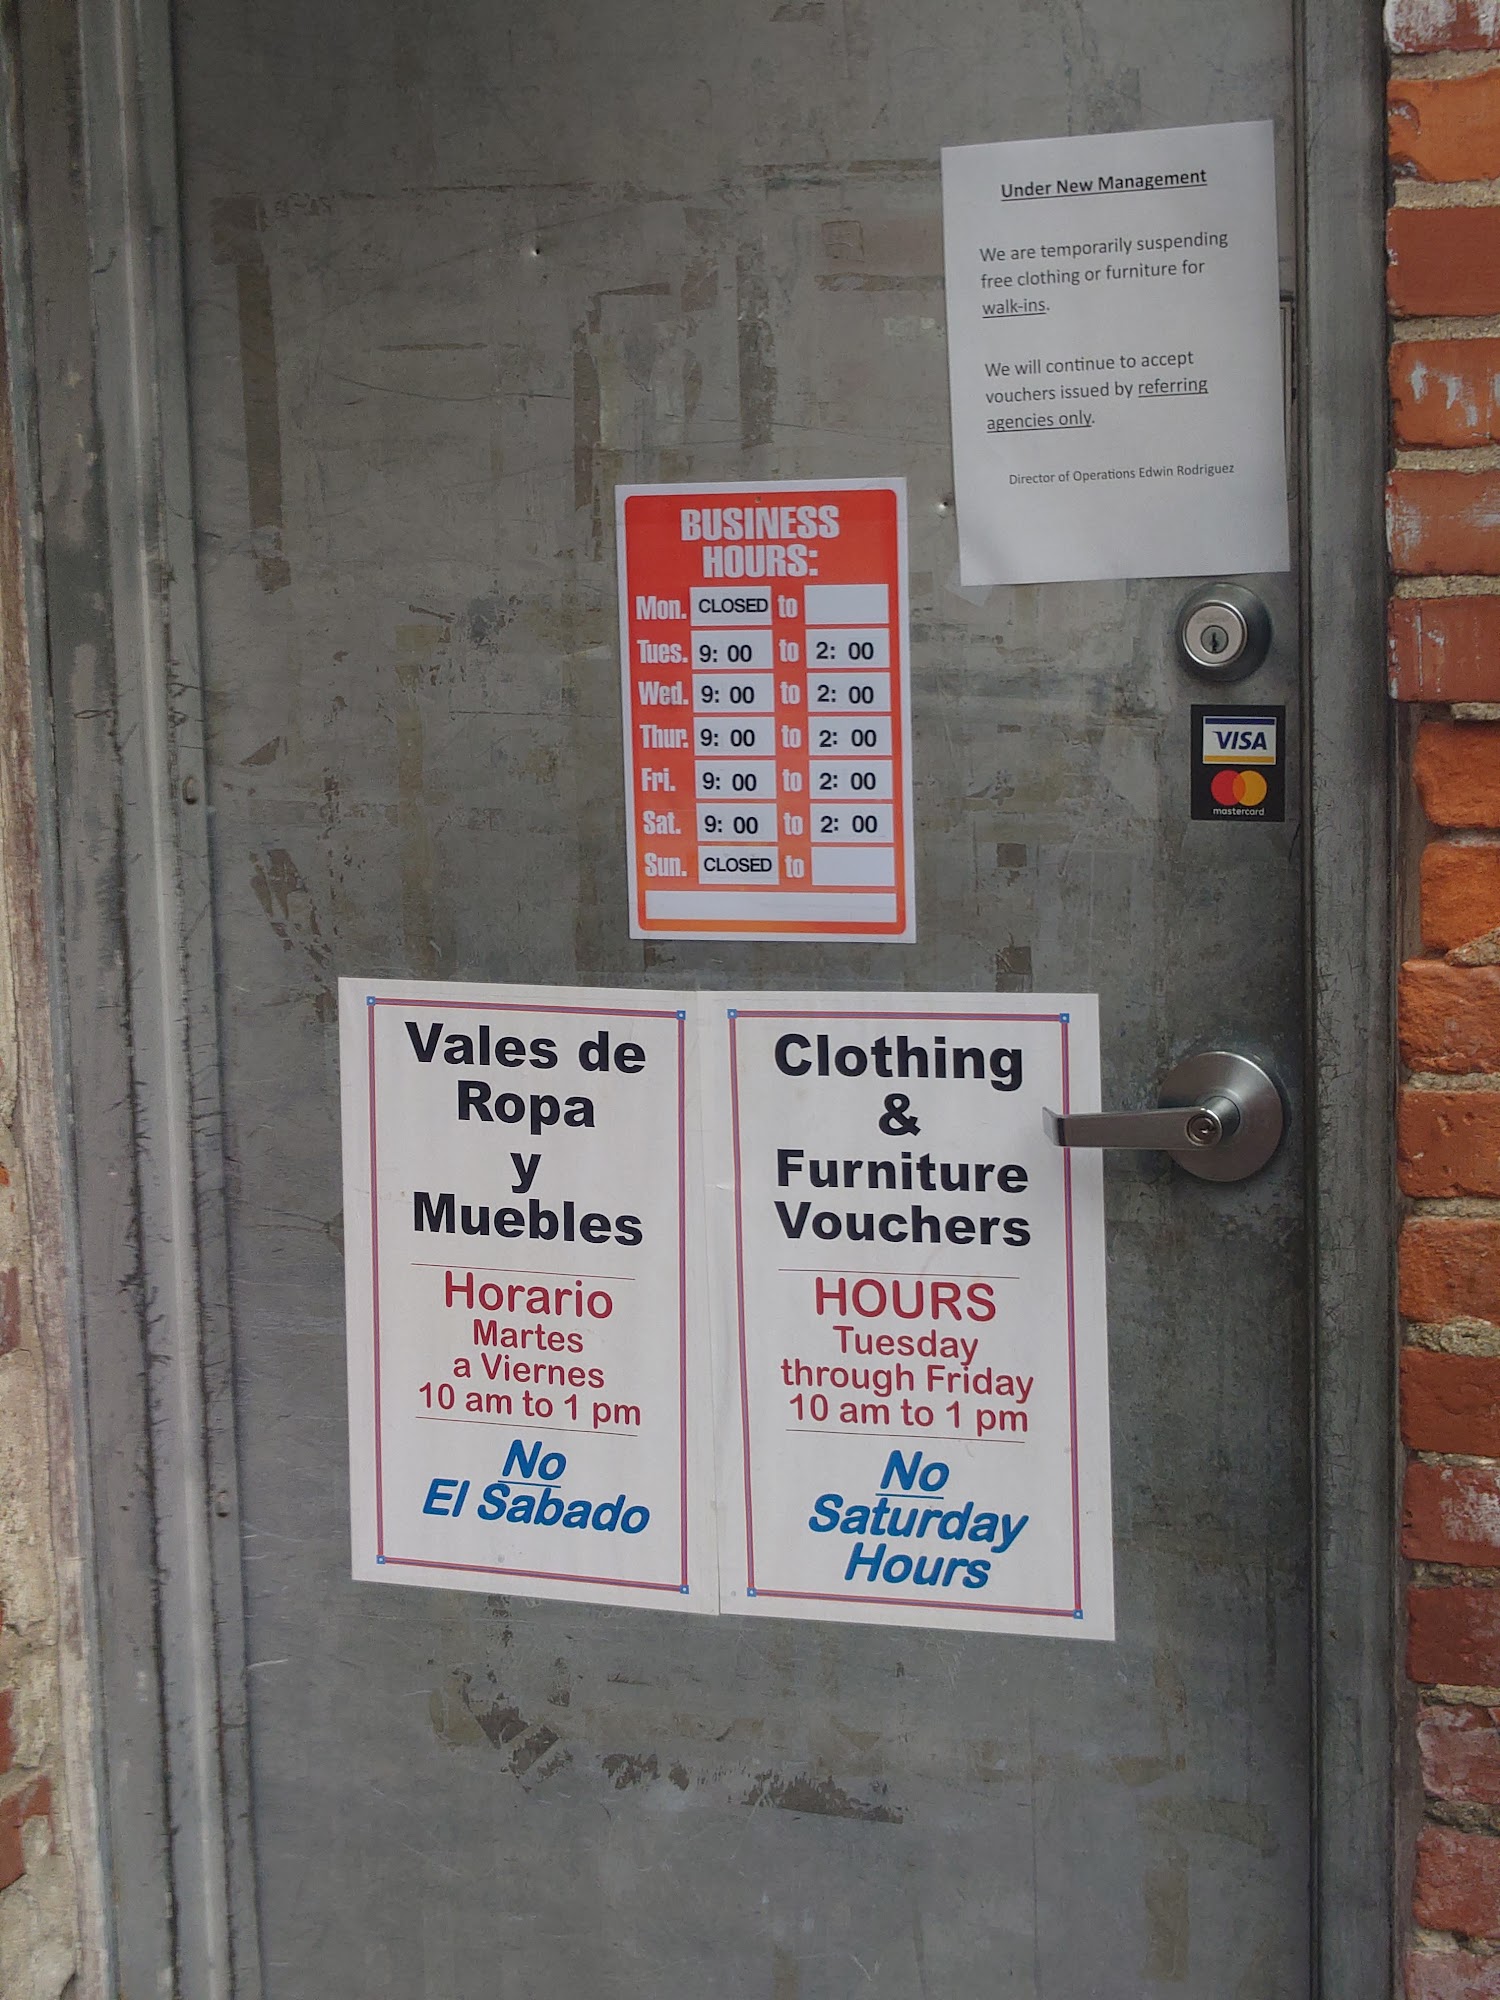 Under New Management
We are temporarily suspending
free clothing or furniture for
walk-ins.
We will continue to accept
vouchers issued by referring
agencies only.
Director of Operations Edwin Rodriguez
BUSINESS
HOURS:
Mon. CLOSED to
Tues. 9: 00 to 2: 00
Wed. 9: 00 to 2: 00
Thur. 9: 00 to 2: 00
Fri. 9: 00 to 2: 00
Sat. 9: 00 to 2: 00
Sun. CLOSED to
VISA
mastercard
Vales de
Ropa
y
Muebles
Horario
Martes
a Viernes
10 am to 1 pm
No
El Sabado
Clothing
&
Furniture
Vouchers
HOURS
Tuesday
through Friday
10 am to 1 pm
No
Saturday
Hours